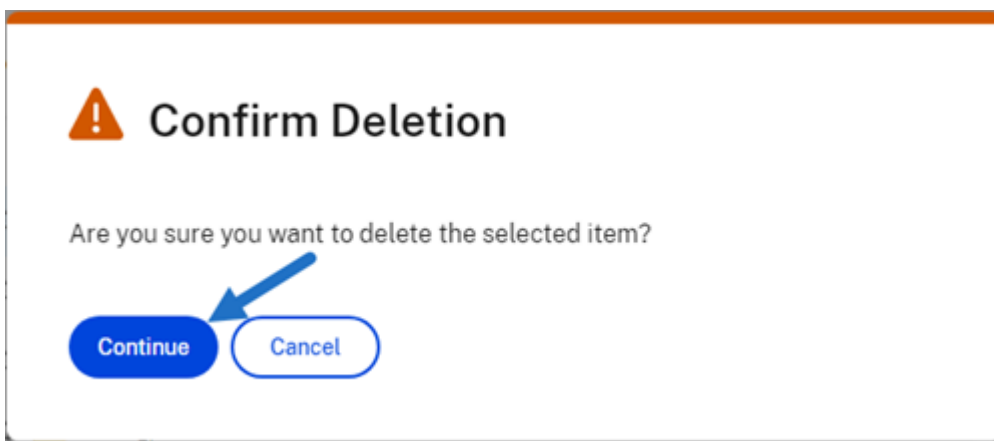 Confirm Deletion
Are you sure you want to delete the selected item?
Continue
Cancel